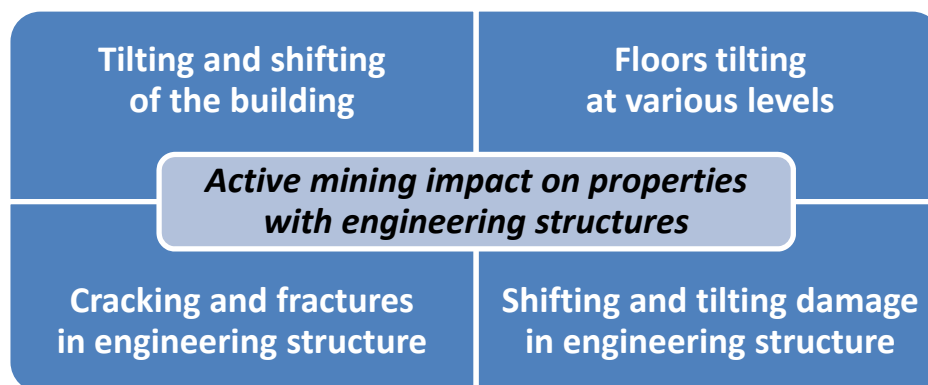 Tilting and shifting
of the building
Floors tilting
at various levels
Active mining impact on properties
with engineering structures
Cracking and fractures
in engineering structure
Shifting and tilting damage
in engineering structure